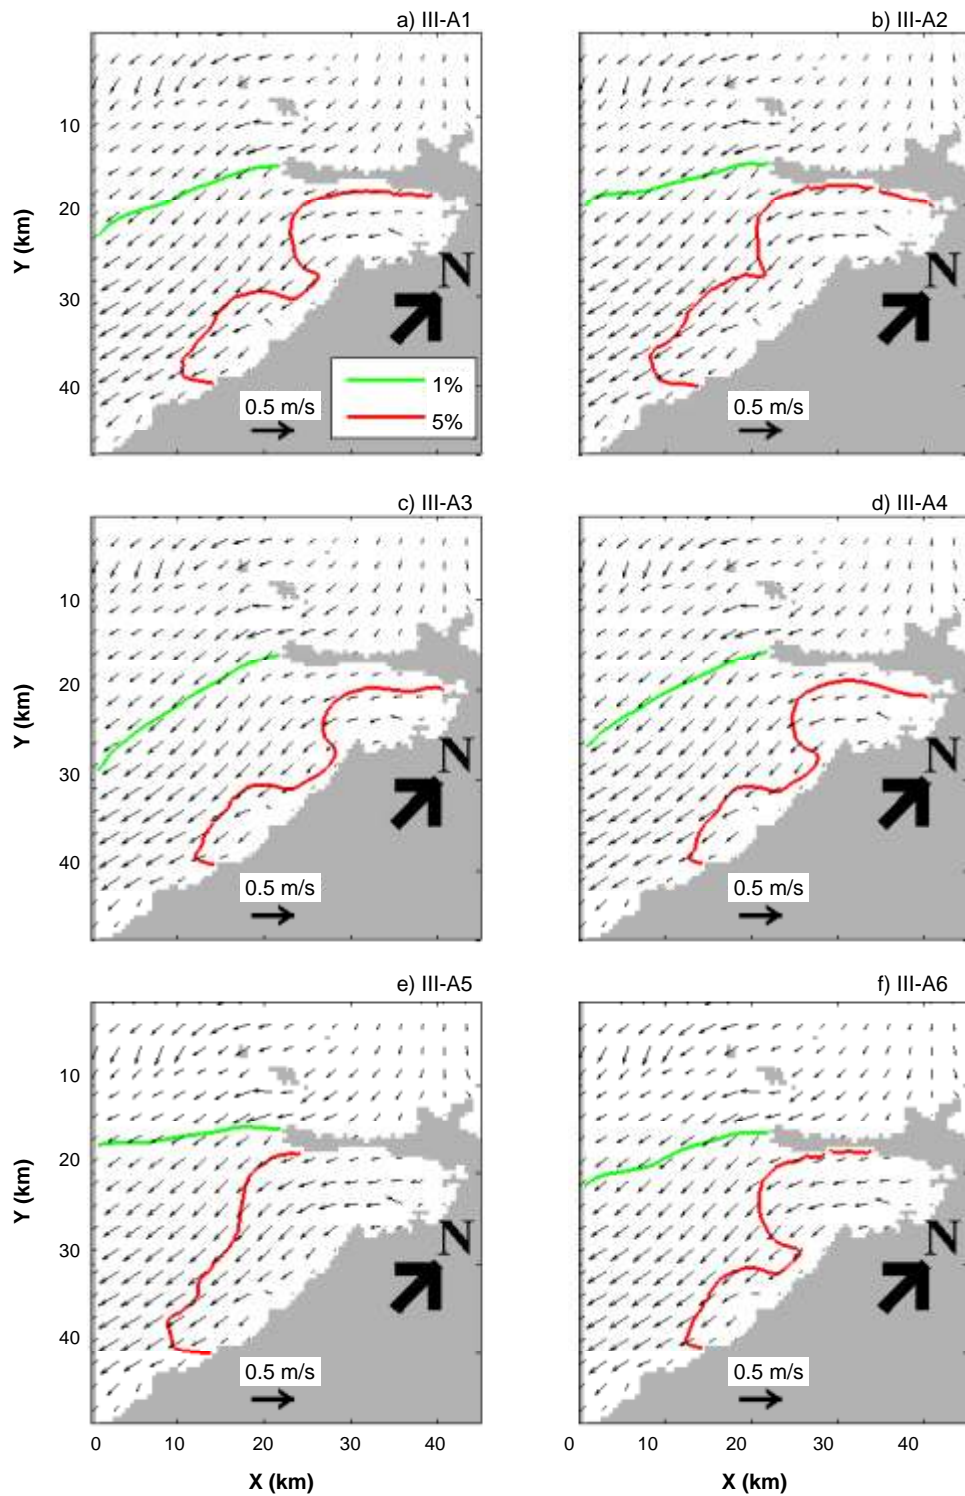 a) III-A1
b) III-A2
10
20
30
40
Y (km)
N
N
1%
5%
0.5 m/s
0.5 m/s
c) III-A3
d) III-A4
10
20
30
40
Y (km)
N
N
0.5 m/s
0.5 m/s
e) III-A5
f) III-A6
10
20
30
40
Y (km)
N
N
0.5 m/s
0.5 m/s
0 10 20 30 40
0 10 20 30 40
X (km)
X (km)